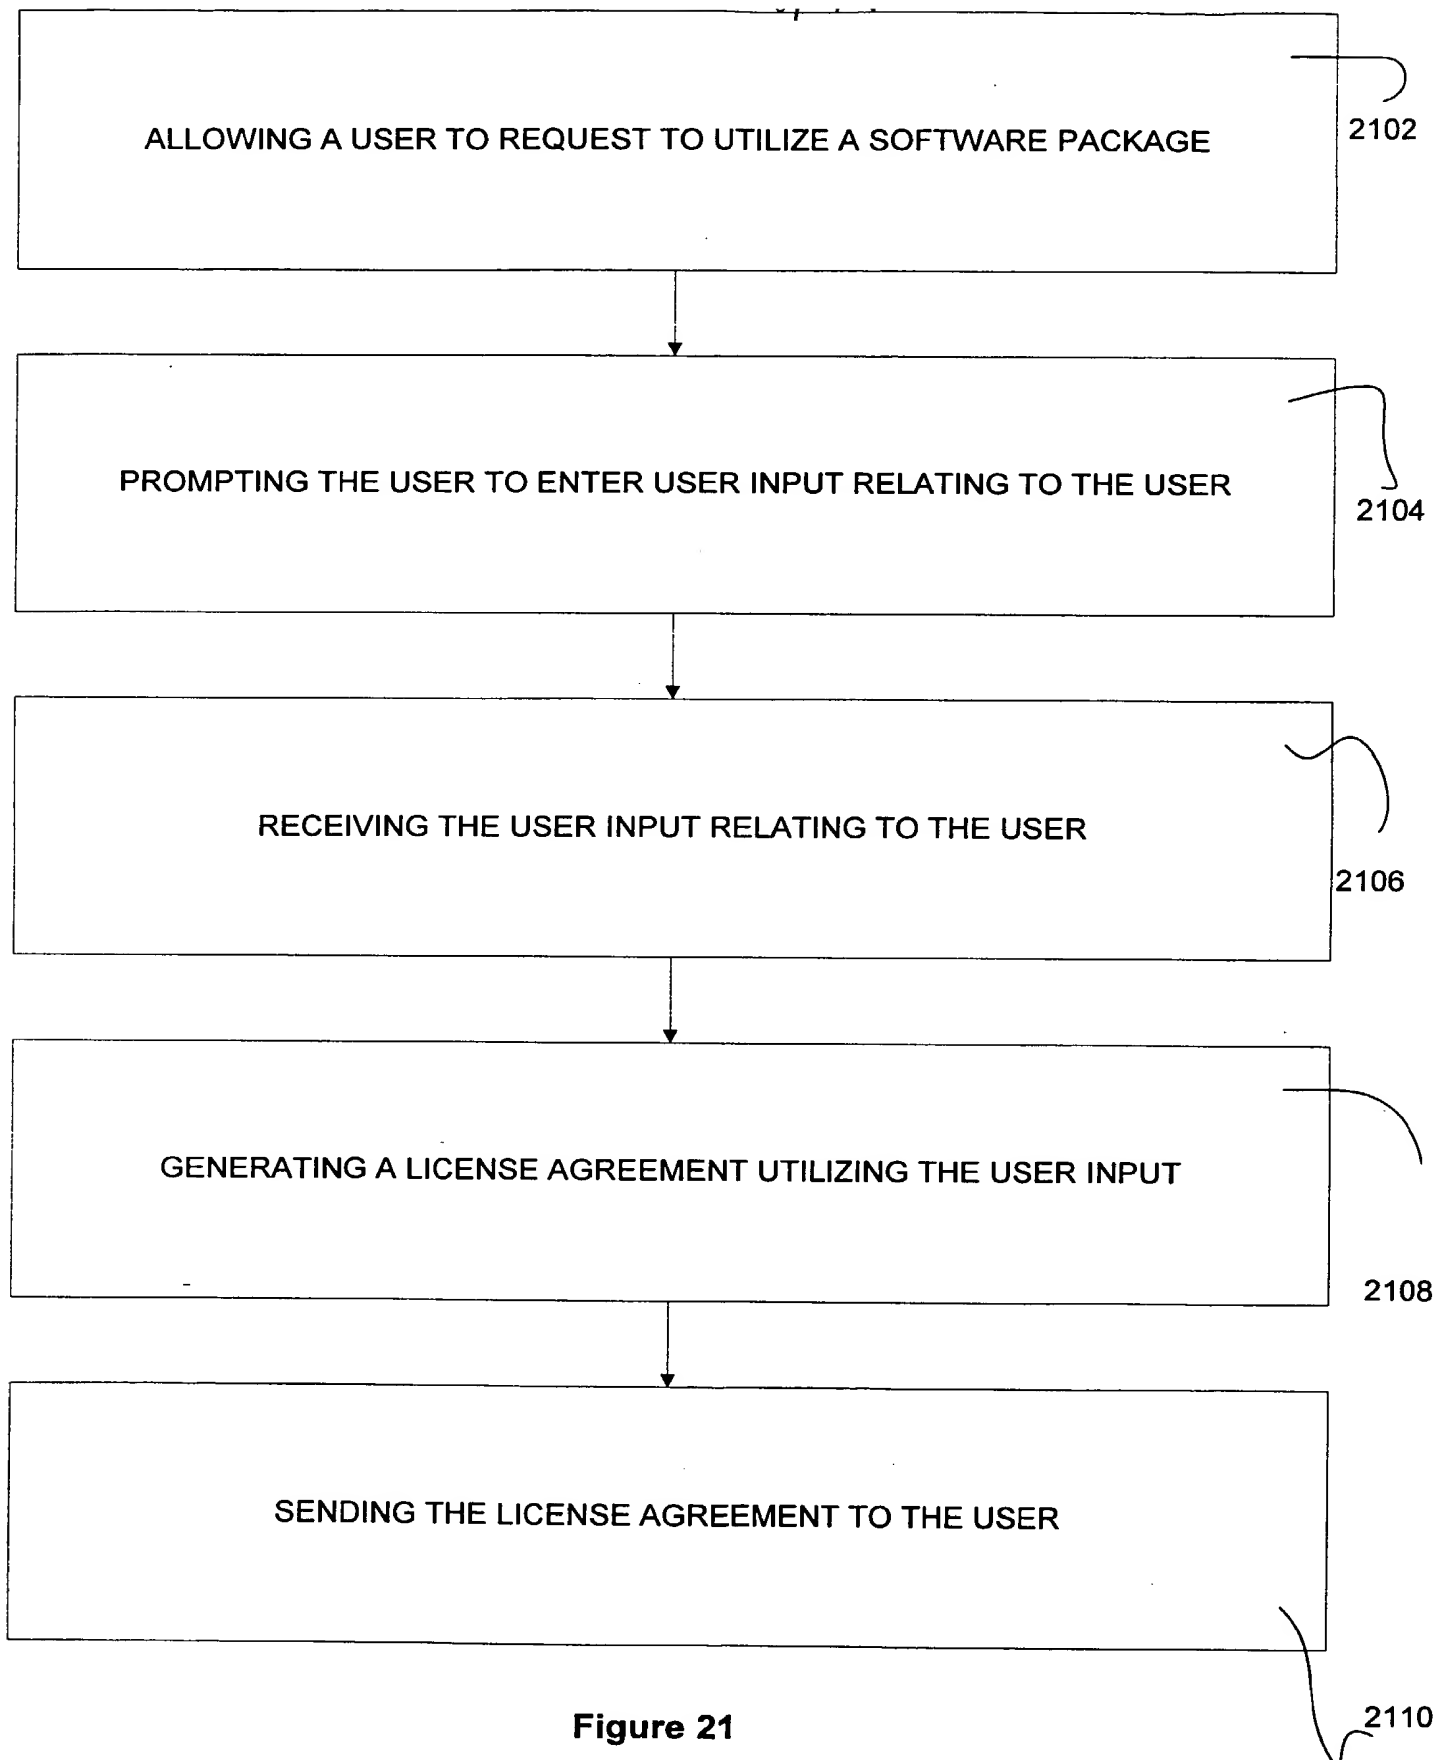 ALLOWING A USER TO REQUEST TO UTILIZE A SOFTWARE PACKAGE
2102
PROMPTING THE USER TO ENTER USER INPUT RELATING TO THE USER
2104
RECEIVING THE USER INPUT RELATING TO THE USER
2106
GENERATING A LICENSE AGREEMENT UTILIZING THE USER INPUT
2108
SENDING THE LICENSE AGREEMENT TO THE USER
2110
Figure 21